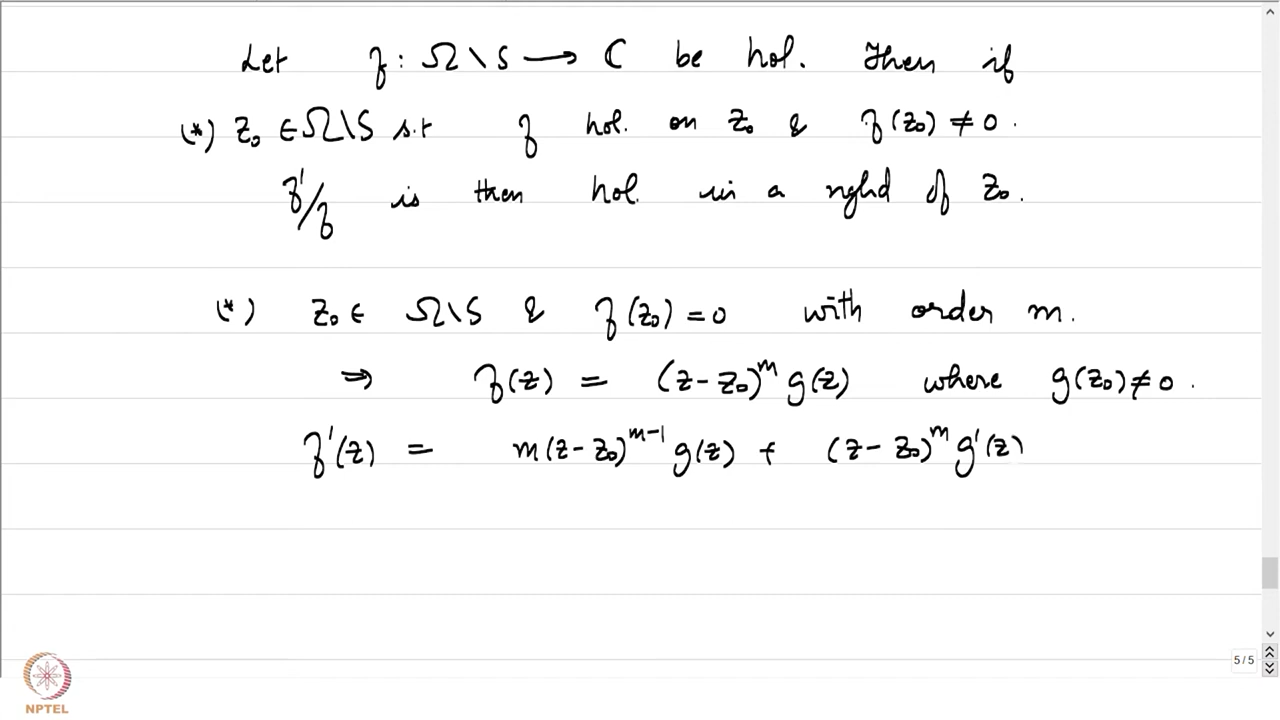 Let f : Ω \ S ⟶ ℂ be hol. Then if
(*) z₀ ∈ Ω\S s.t f hol. on z₀ & f(z₀) ≠ 0.
f'/f is then hol. in a nghd of z₀.
(*) z₀ ∈ Ω\S & f(z₀) = 0 with order m.
⇒ f(z) = (z-z₀)^m g(z) where g(z₀) ≠ 0.
f'(z) = m(z-z₀)^{m-1} g(z) + (z-z₀)^m g'(z)
5 / 5
NPTEL